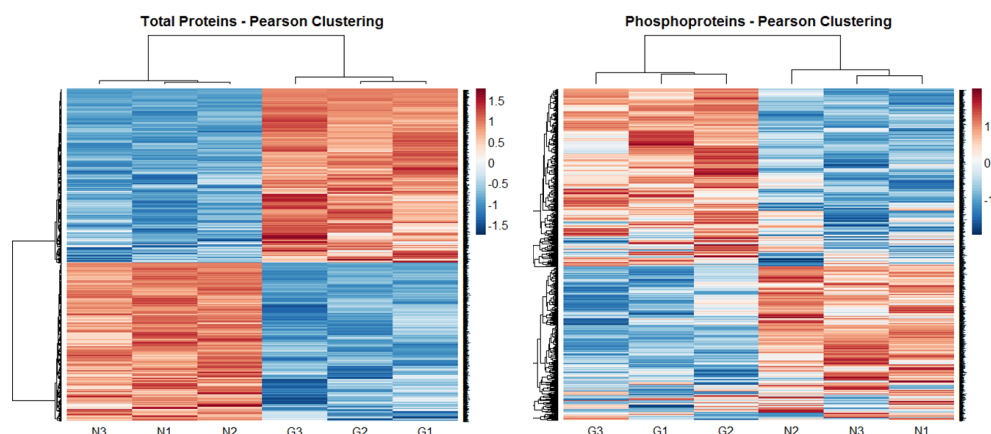 Total Proteins - Pearson Clustering
1.5
1
0.5
0
-0.5
-1
-1.5
N3 N1 N2 G3 G2 G1
Phosphoproteins - Pearson Clustering
1
0
-1
G3 G1 G2 N2 N3 N1